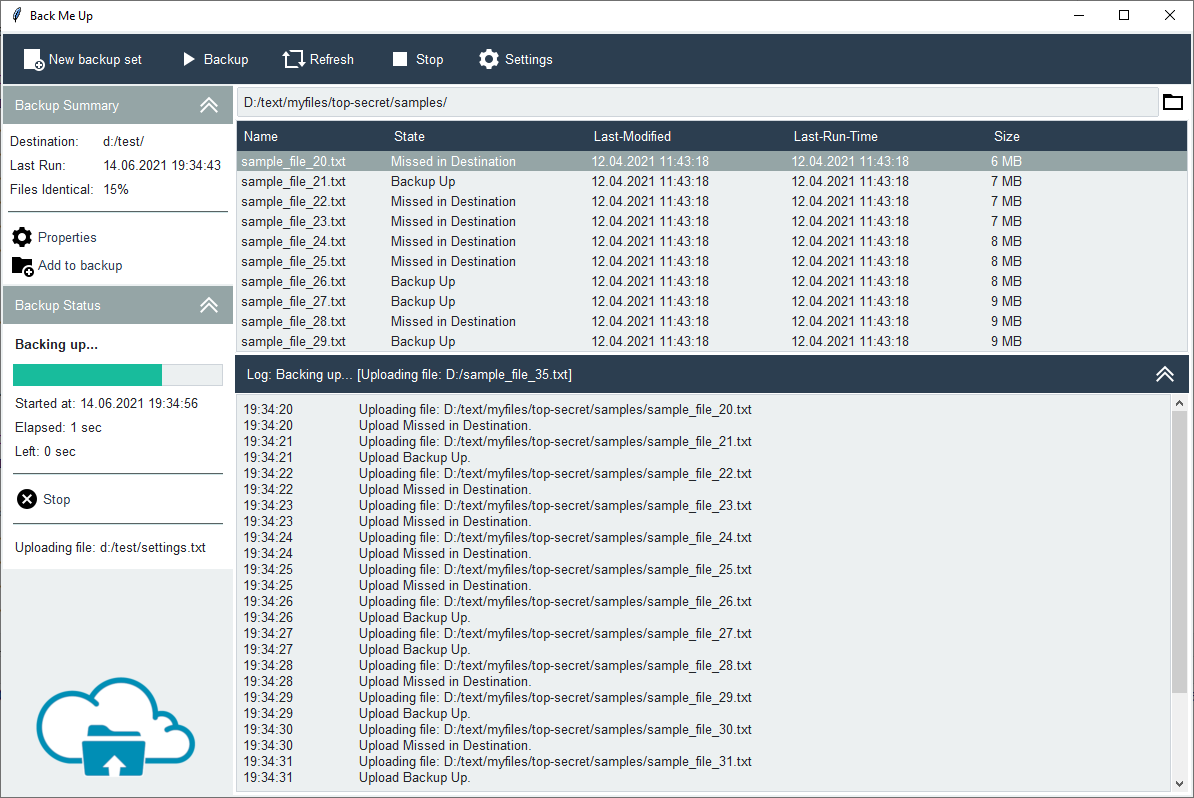 Back Me Up
New backup set Backup Refresh Stop Settings
Backup Summary
Destination: d:/test/
Last Run: 14.06.2021 19:34:43
Files Identical: 15%
Properties
Add to backup
Backup Status
Backing up...
Started at: 14.06.2021 19:34:56
Elapsed: 1 sec
Left: 0 sec
Stop
Uploading file: d:/test/settings.txt
D:/text/myfiles/top-secret/samples/
Name State Last-Modified Last-Run-Time Size
sample_file_20.txt Missed in Destination 12.04.2021 11:43:18 12.04.2021 11:43:18 6 MB
sample_file_21.txt Backup Up 12.04.2021 11:43:18 12.04.2021 11:43:18 7 MB
sample_file_22.txt Missed in Destination 12.04.2021 11:43:18 12.04.2021 11:43:18 7 MB
sample_file_23.txt Missed in Destination 12.04.2021 11:43:18 12.04.2021 11:43:18 7 MB
sample_file_24.txt Missed in Destination 12.04.2021 11:43:18 12.04.2021 11:43:18 8 MB
sample_file_25.txt Missed in Destination 12.04.2021 11:43:18 12.04.2021 11:43:18 8 MB
sample_file_26.txt Backup Up 12.04.2021 11:43:18 12.04.2021 11:43:18 8 MB
sample_file_27.txt Backup Up 12.04.2021 11:43:18 12.04.2021 11:43:18 9 MB
sample_file_28.txt Missed in Destination 12.04.2021 11:43:18 12.04.2021 11:43:18 9 MB
sample_file_29.txt Backup Up 12.04.2021 11:43:18 12.04.2021 11:43:18 9 MB
Log: Backing up... [Uploading file: D:/sample_file_35.txt]
19:34:20 Uploading file: D:/text/myfiles/top-secret/samples/sample_file_20.txt
19:34:20 Upload Missed in Destination.
19:34:21 Uploading file: D:/text/myfiles/top-secret/samples/sample_file_21.txt
19:34:21 Upload Backup Up.
19:34:22 Uploading file: D:/text/myfiles/top-secret/samples/sample_file_22.txt
19:34:22 Upload Missed in Destination.
19:34:23 Uploading file: D:/text/myfiles/top-secret/samples/sample_file_23.txt
19:34:23 Upload Missed in Destination.
19:34:24 Uploading file: D:/text/myfiles/top-secret/samples/sample_file_24.txt
19:34:24 Upload Missed in Destination.
19:34:25 Uploading file: D:/text/myfiles/top-secret/samples/sample_file_25.txt
19:34:25 Upload Missed in Destination.
19:34:26 Uploading file: D:/text/myfiles/top-secret/samples/sample_file_26.txt
19:34:26 Upload Backup Up.
19:34:27 Uploading file: D:/text/myfiles/top-secret/samples/sample_file_27.txt
19:34:27 Upload Backup Up.
19:34:28 Uploading file: D:/text/myfiles/top-secret/samples/sample_file_28.txt
19:34:28 Upload Missed in Destination.
19:34:29 Uploading file: D:/text/myfiles/top-secret/samples/sample_file_29.txt
19:34:29 Upload Backup Up.
19:34:30 Uploading file: D:/text/myfiles/top-secret/samples/sample_file_30.txt
19:34:30 Upload Missed in Destination.
19:34:31 Uploading file: D:/text/myfiles/top-secret/samples/sample_file_31.txt
19:34:31 Upload Backup Up.